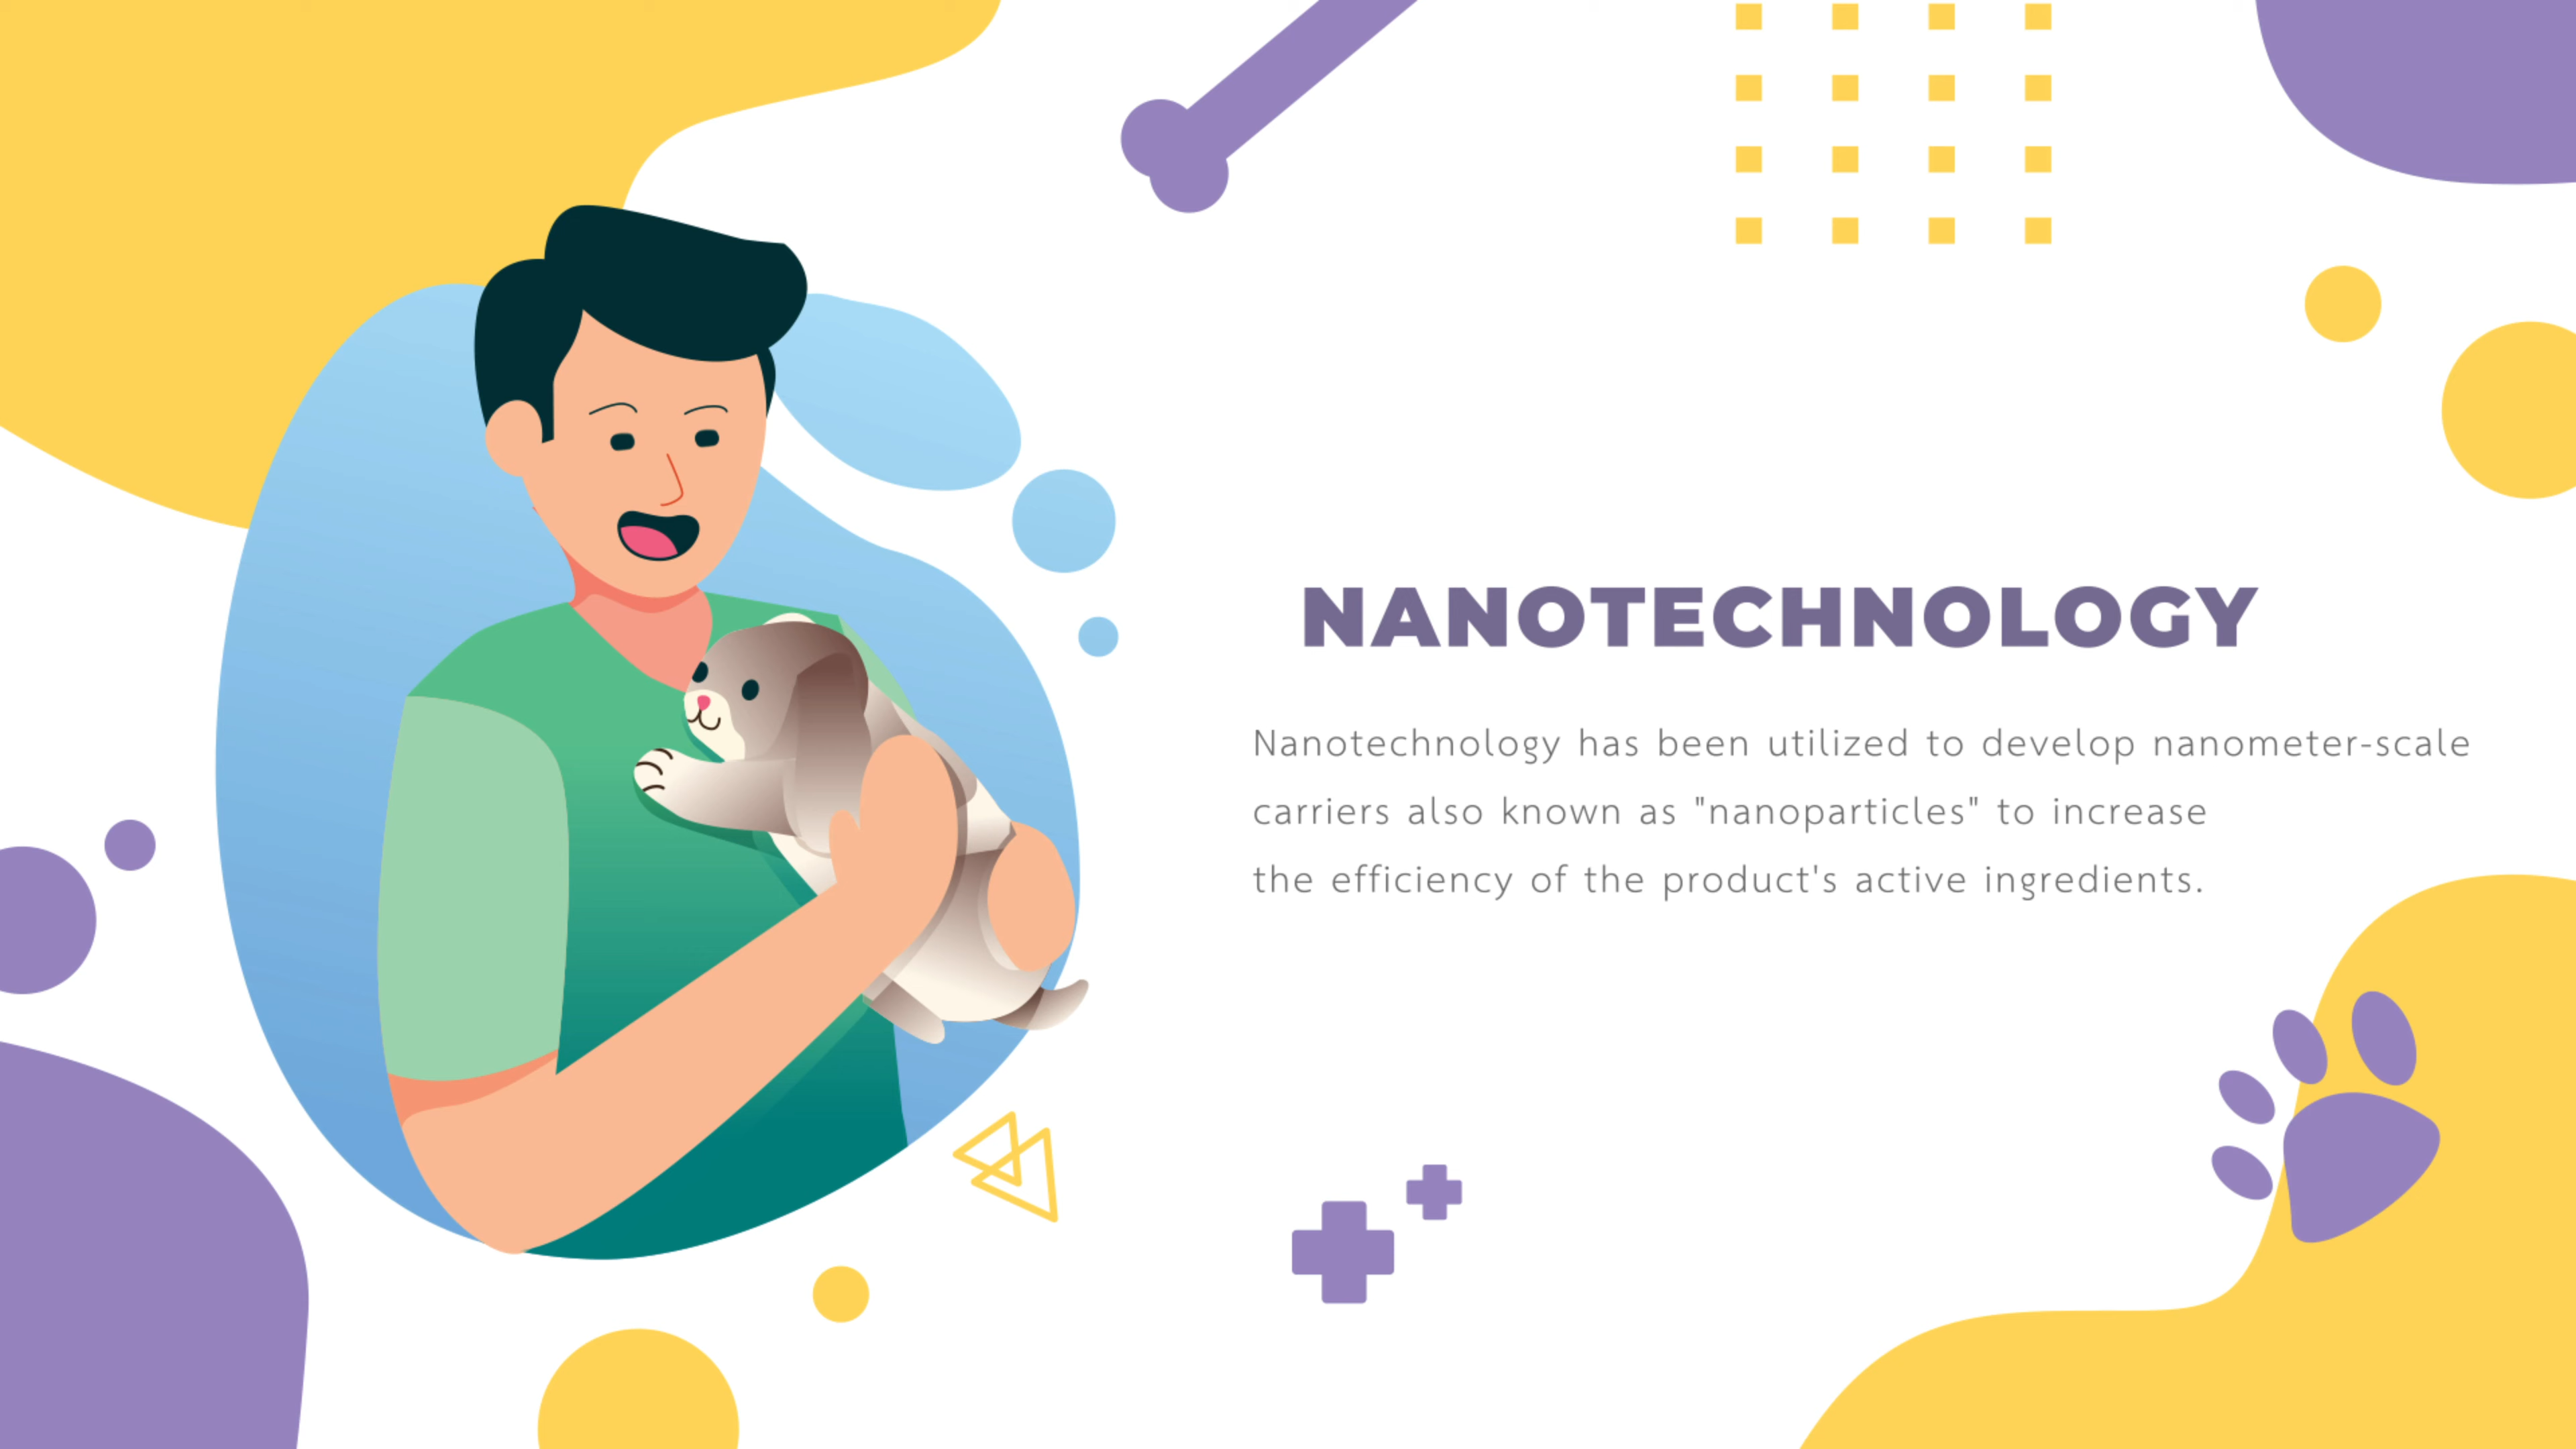 NANOTECHNOLOGY
Nanotechnology has been utilized to develop nanometer-scale
carriers also known as "nanoparticles" to increase
the efficiency of the product's active ingredients.